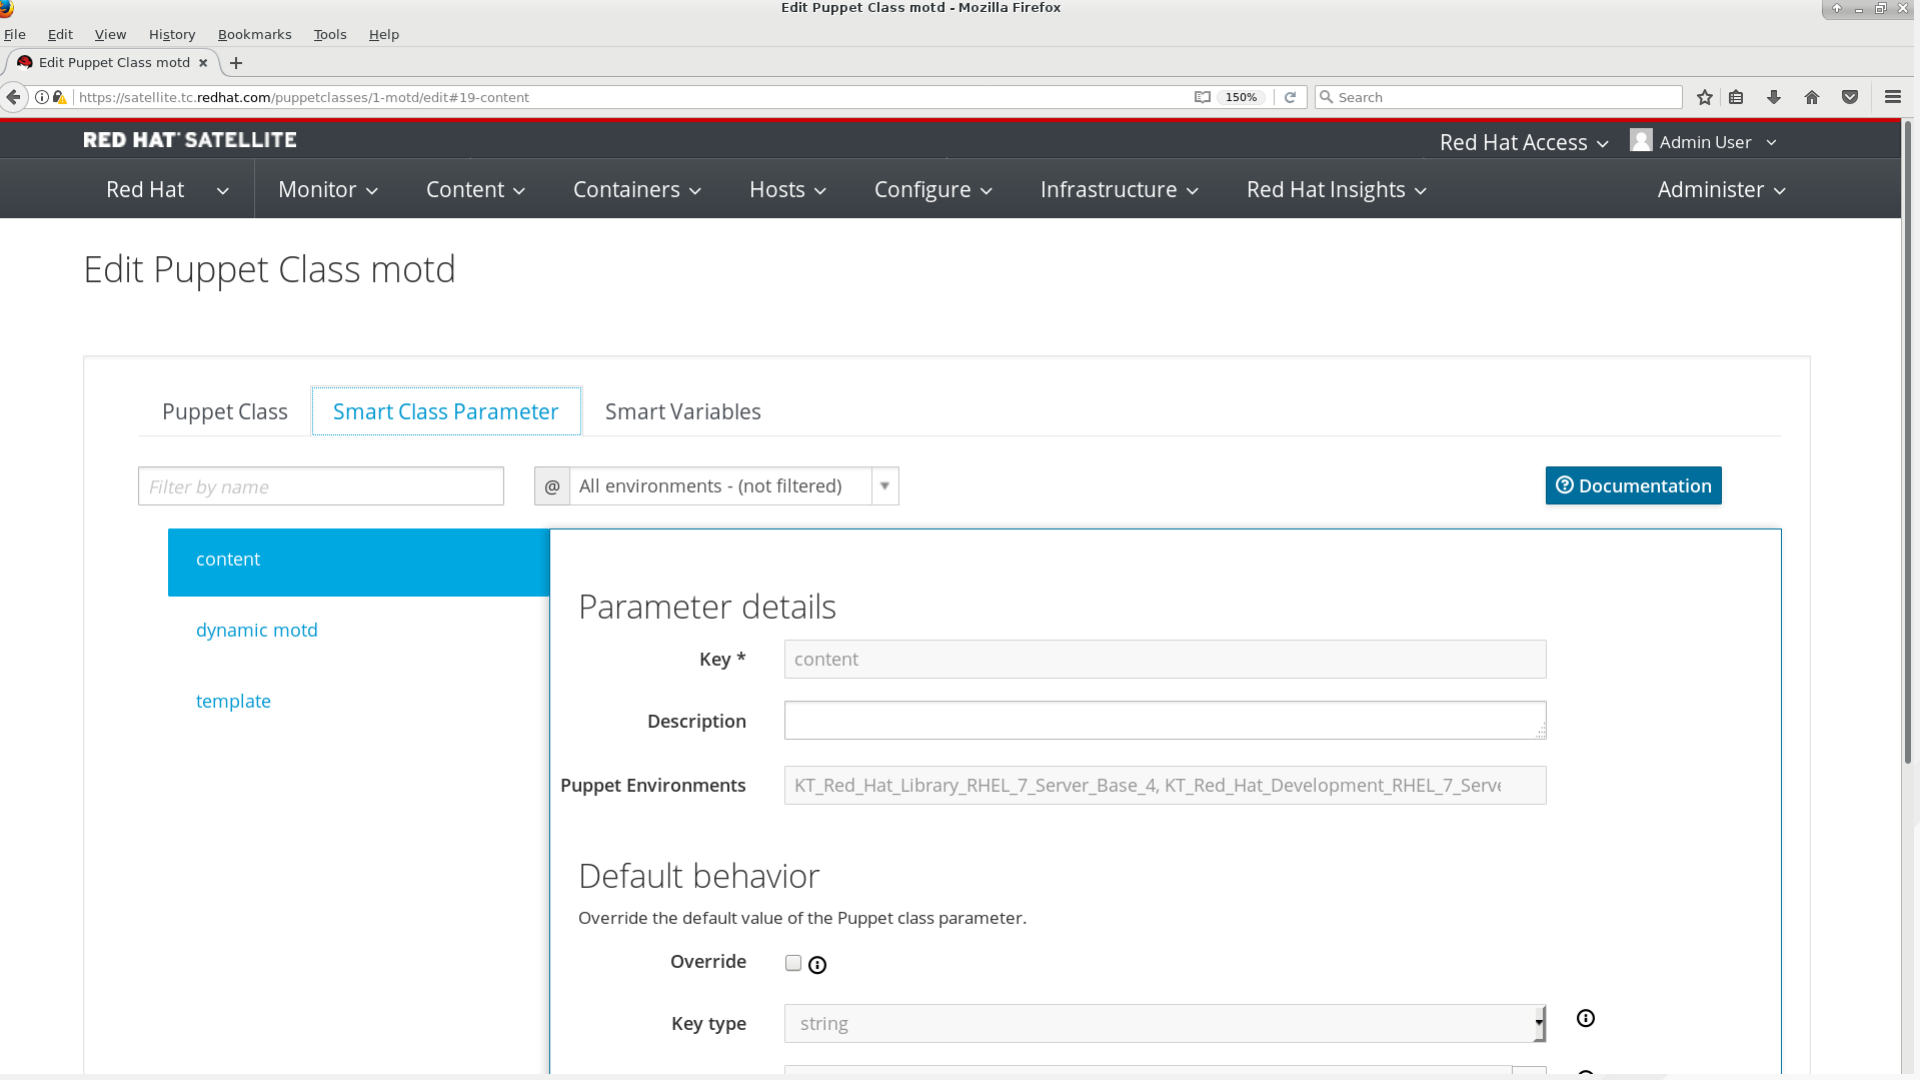 Edit Puppet Class motd - Mozilla Firefox
File Edit View History Bookmarks Tools Help
Edit Puppet Class motd
https://satellite.tc.redhat.com/puppetclasses/1-motd/edit#19-content 150% Search
RED HAT SATELLITE Red Hat Access Admin User
Red Hat Monitor Content Containers Hosts Configure Infrastructure Red Hat Insights Administer
Edit Puppet Class motd
Puppet Class Smart Class Parameter Smart Variables
Filter by name @ All environments - (not filtered) Documentation
content
dynamic motd
template
Parameter details
Key * content
Description
Puppet Environments KT_Red_Hat_Library_RHEL_7_Server_Base_4, KT_Red_Hat_Development_RHEL_7_Serve
Default behavior
Override the default value of the Puppet class parameter.
Override
Key type string